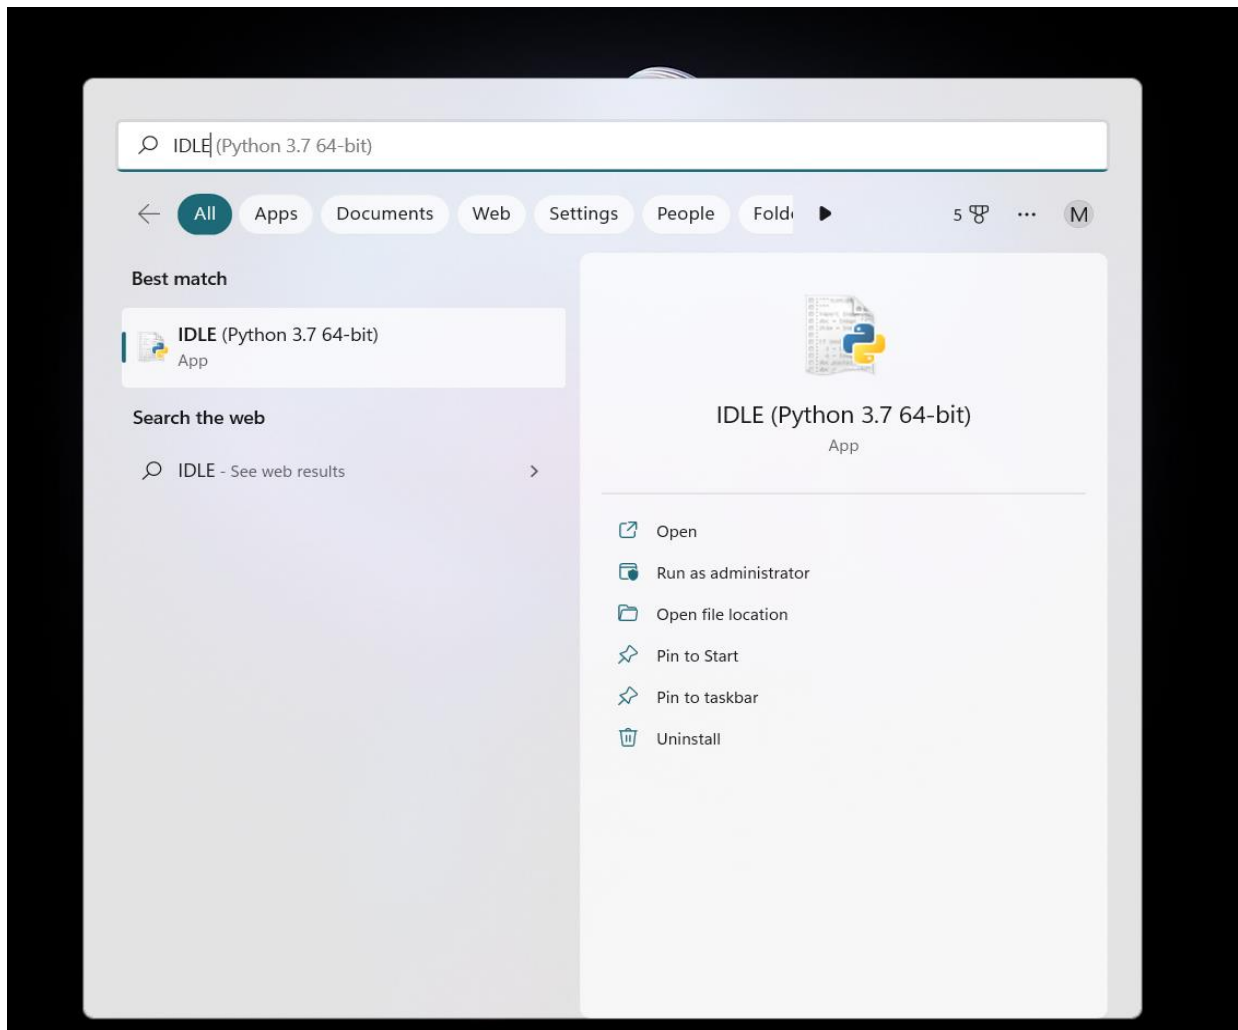 IDLE (Python 3.7 64-bit)
All Apps Documents Web Settings People Fold 5 M
Best match
IDLE (Python 3.7 64-bit)
App
Search the web
IDLE - See web results
IDLE (Python 3.7 64-bit)
App
Open
Run as administrator
Open file location
Pin to Start
Pin to taskbar
Uninstall